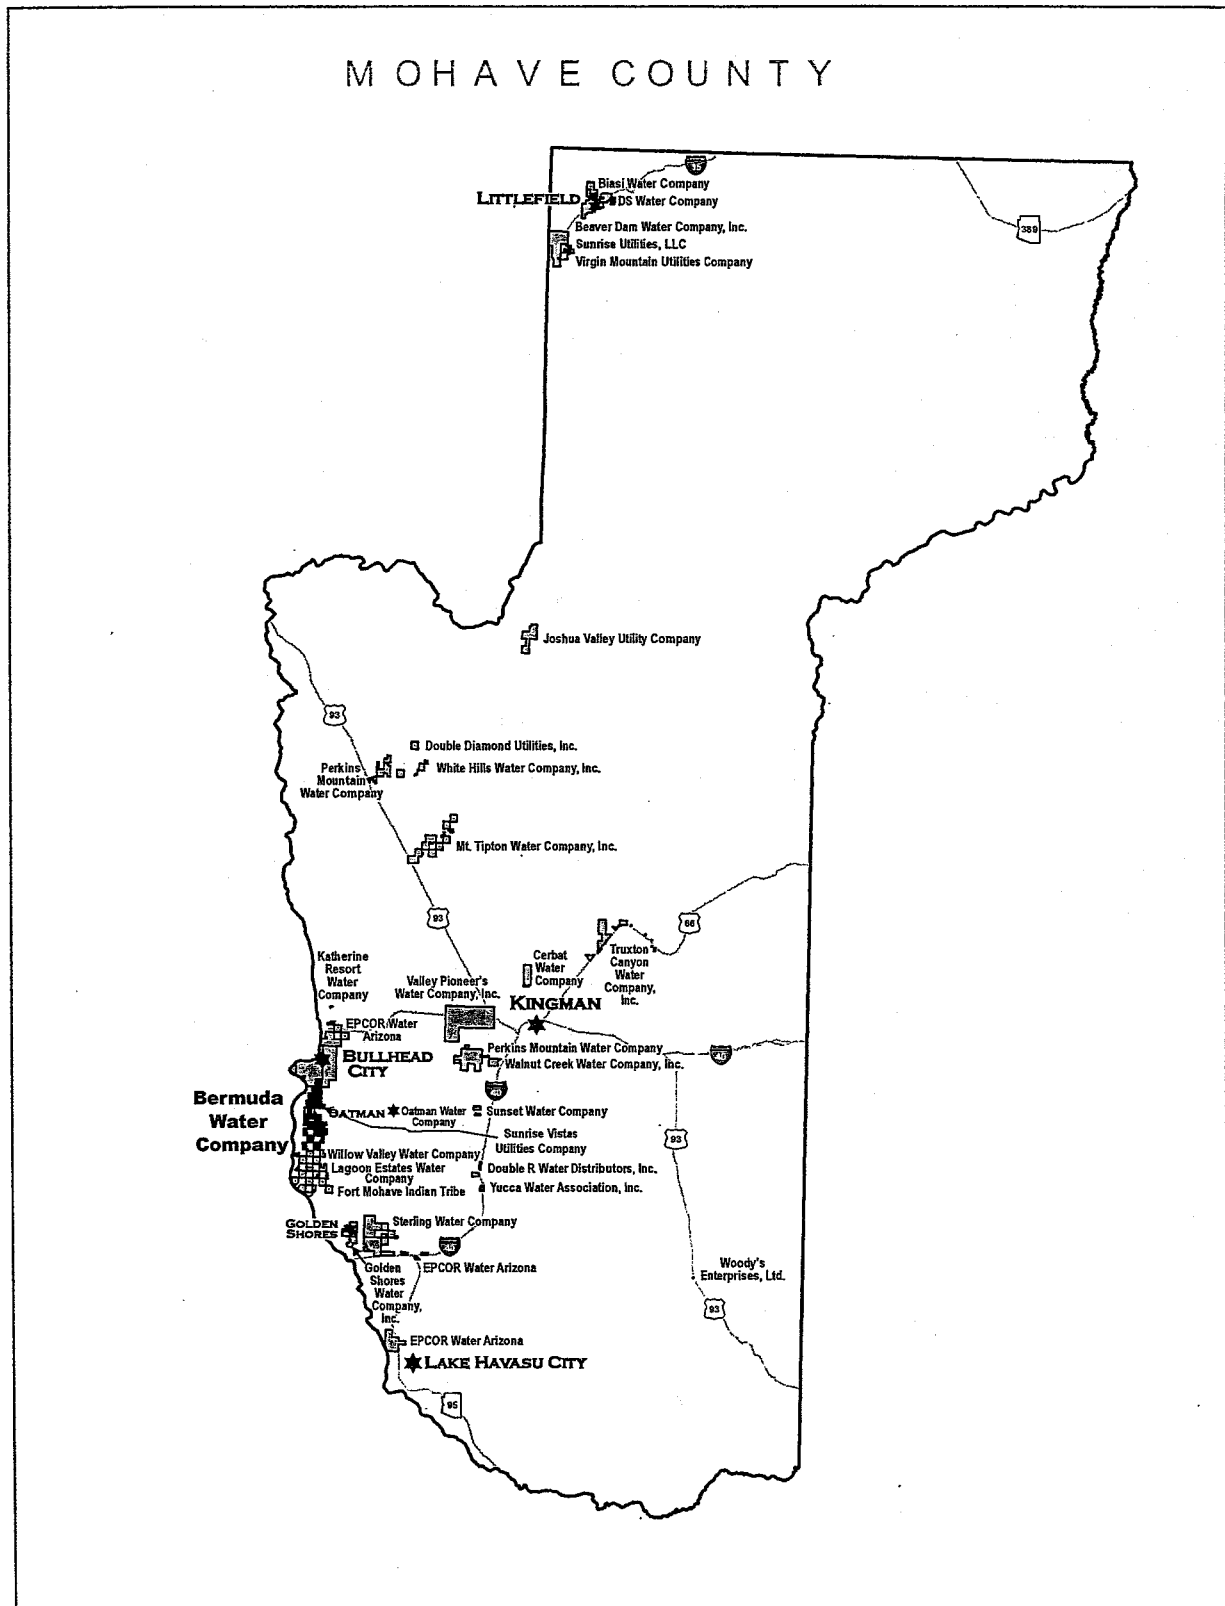 MOHAVE COUNTY
15
Biasi Water Company
LITTLEFIELD
DS Water Company
389
Beaver Dam Water Company, Inc.
Sunrise Utilities, LLC
Virgin Mountain Utilities Company
Joshua Valley Utility Company
93
Double Diamond Utilities, Inc.
Perkins
Mountain
Water Company
White Hills Water Company, Inc.
Mt. Tipton Water Company, Inc.
93
66
Katherine
Resort
Water
Company
Cerbat
Water
Company
Truxton
Canyon
Water
Company,
Inc.
Valley Pioneer's
Water Company, Inc.
KINGMAN
EPCOR Water
Arizona
BULLHEAD
CITY
Perkins Mountain Water Company
Walnut Creek Water Company, Inc.
40
40
Bermuda
Water
Company
OATMAN
Oatman Water
Company
Sunset Water Company
Sunrise Vistas
Utilities Company
93
Willow Valley Water Company
Lagoon Estates Water
Company
Fort Mohave Indian Tribe
Double R Water Distributors, Inc.
Yucca Water Association, Inc.
GOLDEN
SHORES
Sterling Water Company
Golden
Shores
Water
Company,
Inc.
EPCOR Water Arizona
Woody's
Enterprises, Ltd.
93
EPCOR Water Arizona
LAKE HAVASU CITY
95